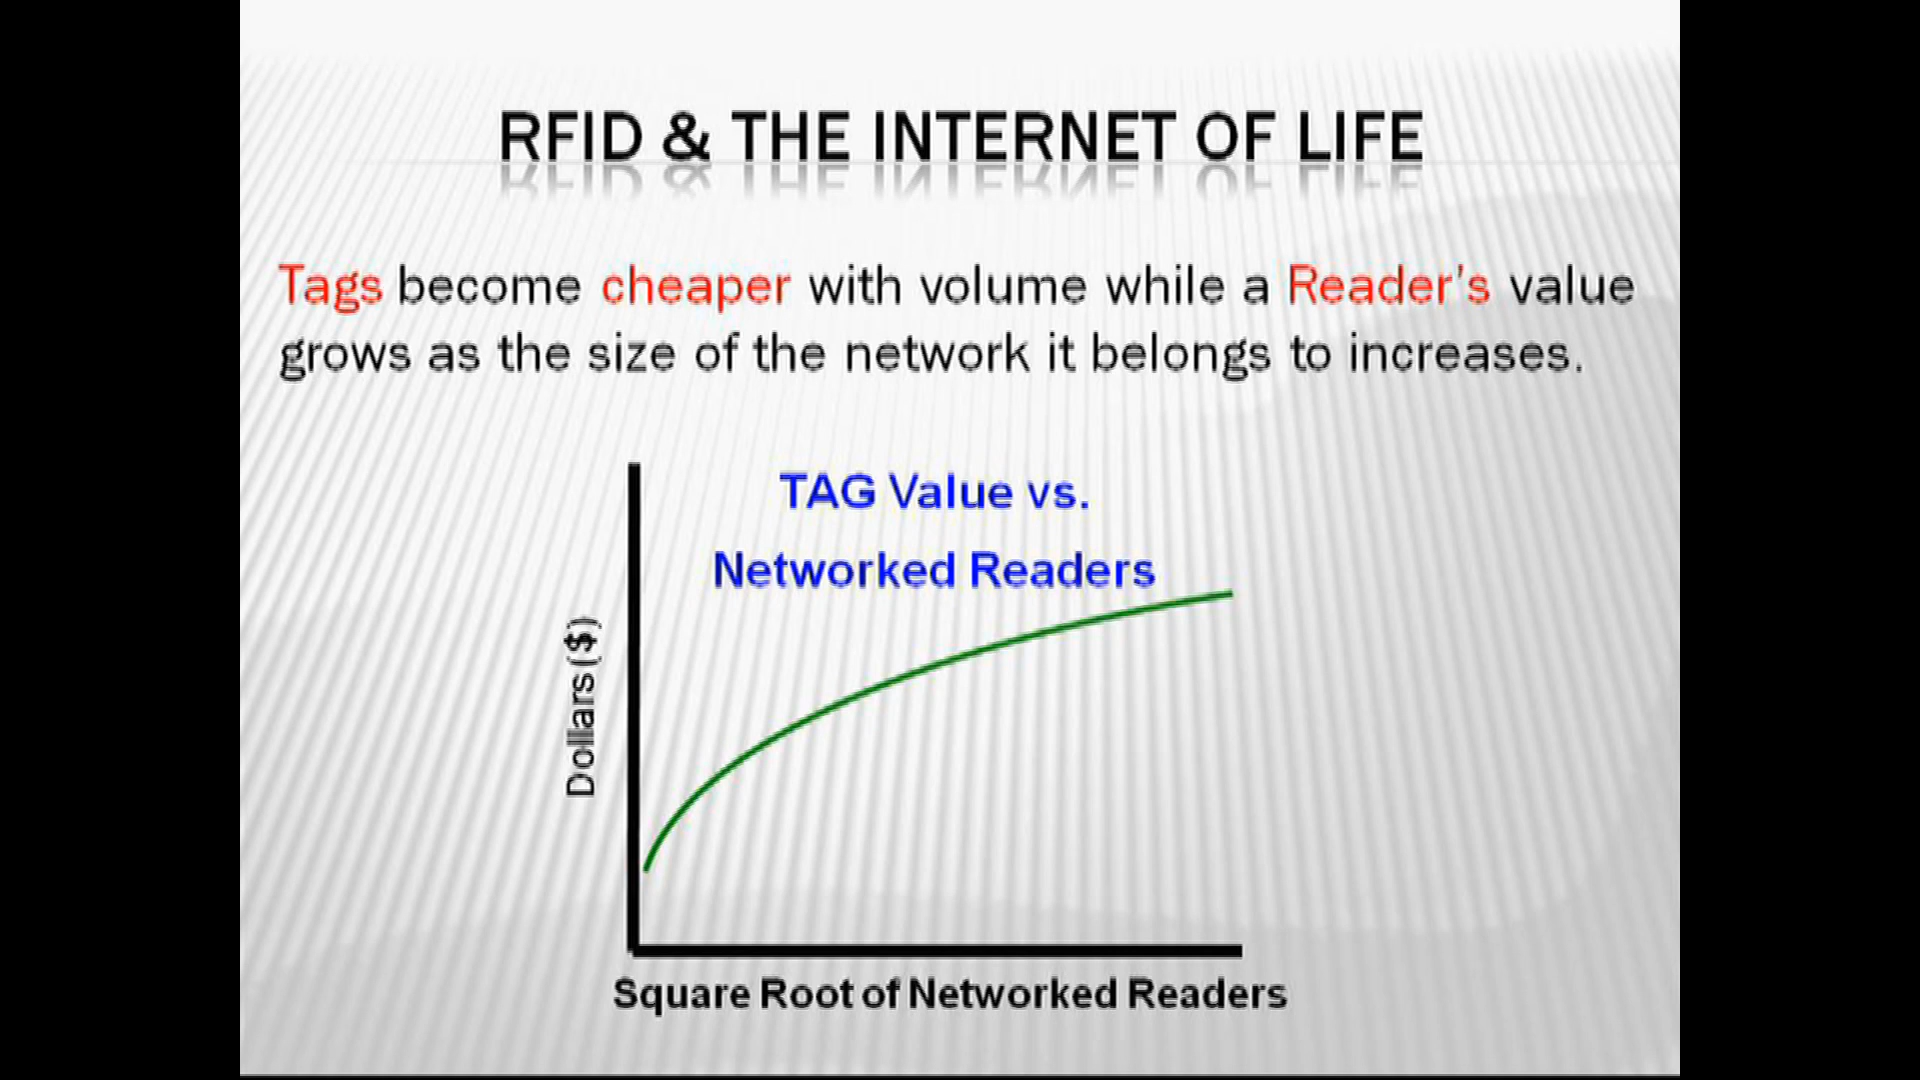 RFID & THE INTERNET OF LIFE
Tags become cheaper with volume while a Reader's value
grows as the size of the network it belongs to increases.
TAG Value vs.
Networked Readers
Dollars ($)
Square Root of Networked Readers